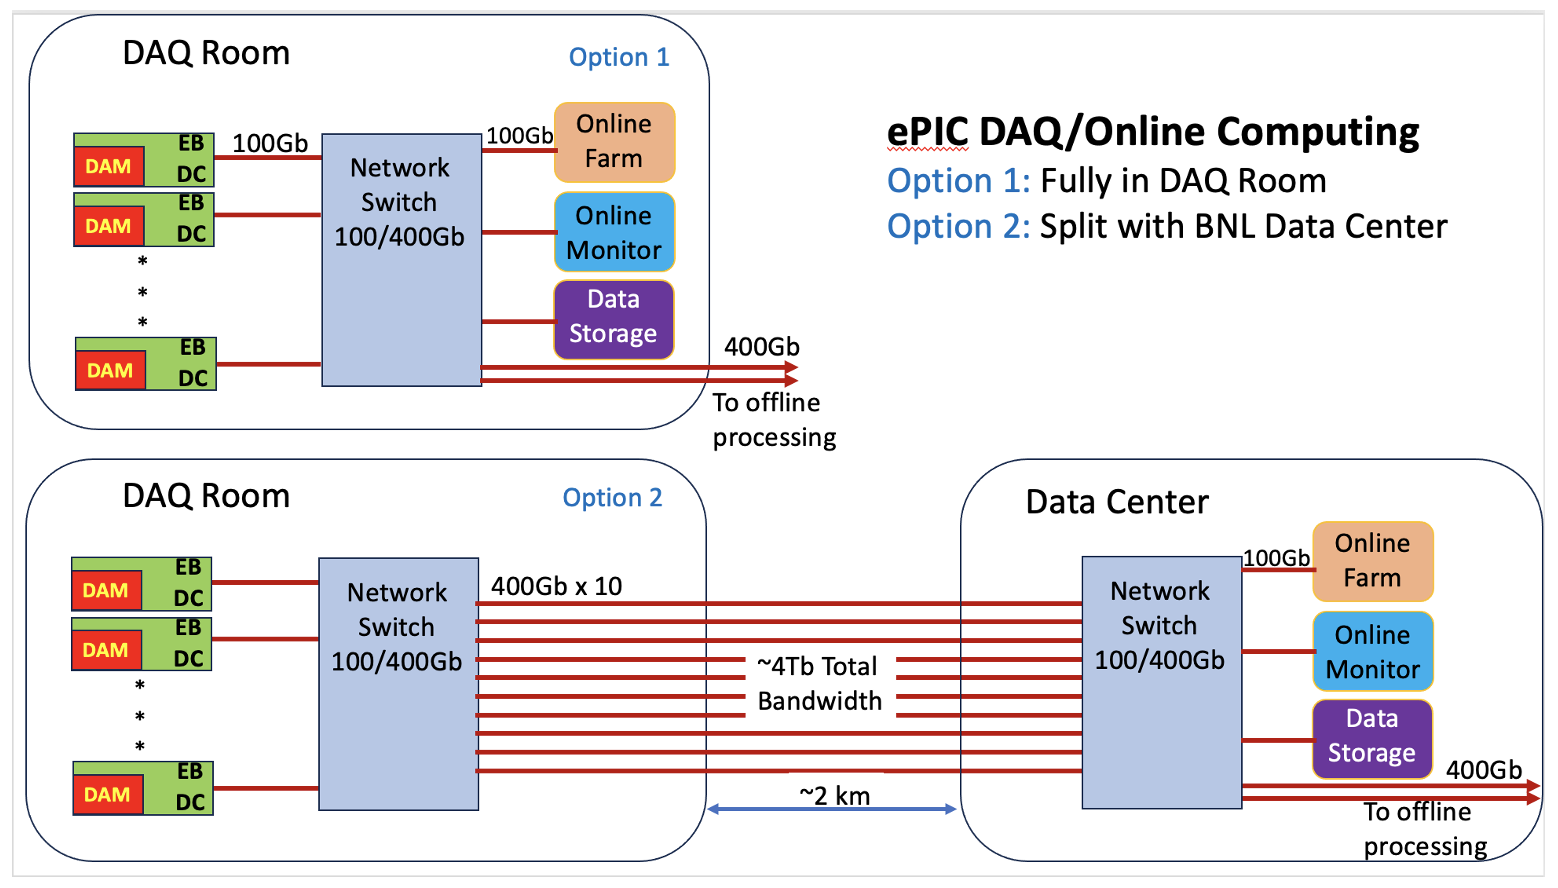 DAQ Room
Option 1
EB
DAM
DC
EB
DAM
DC
*
*
*
EB
DAM
DC
100Gb
Network
Switch
100/400Gb
100Gb
Online
Farm
Online
Monitor
Data
Storage
400Gb
To offline
processing
ePIC DAQ/Online Computing
Option 1: Fully in DAQ Room
Option 2: Split with BNL Data Center
DAQ Room
Option 2
EB
DAM
DC
EB
DAM
DC
*
*
*
EB
DAM
DC
Network
Switch
100/400Gb
400Gb x 10
~4Tb Total
Bandwidth
~2 km
Data Center
Network
Switch
100/400Gb
100Gb
Online
Farm
Online
Monitor
Data
Storage
400Gb
To offline
processing